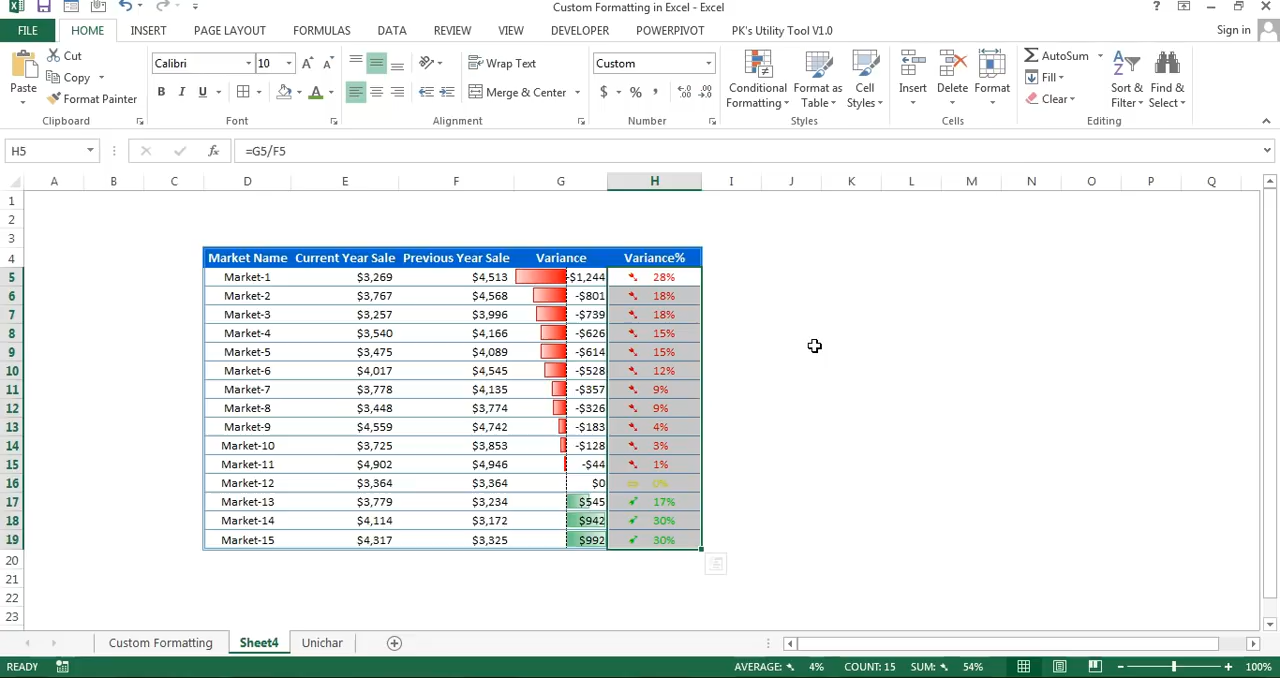 Custom Formatting in Excel - Excel
FILE HOME INSERT PAGE LAYOUT FORMULAS DATA REVIEW VIEW DEVELOPER POWERPIVOT PK's Utility Tool V1.0 Sign in
Paste
Cut
Copy
Format Painter
Clipboard
Calibri 10
B I U
Font
Wrap Text
Merge & Center
Alignment
Custom
$ % ,
Number
Conditional Formatting
Format as Table
Cell Styles
Styles
Insert
Delete
Format
Cells
AutoSum
Fill
Clear
Sort & Filter
Find & Select
Editing
H5 fx =G5/F5
A B C D E F G H I J K L M N O P Q
1
2
3
4 Market Name Current Year Sale Previous Year Sale Variance Variance%
5 Market-1 $3,269 $4,513 -$1,244 28%
6 Market-2 $3,767 $4,568 -$801 18%
7 Market-3 $3,257 $3,996 -$739 18%
8 Market-4 $3,540 $4,166 -$626 15%
9 Market-5 $3,475 $4,089 -$614 15%
10 Market-6 $4,017 $4,545 -$528 12%
11 Market-7 $3,778 $4,135 -$357 9%
12 Market-8 $3,448 $3,774 -$326 9%
13 Market-9 $4,559 $4,742 -$183 4%
14 Market-10 $3,725 $3,853 -$128 3%
15 Market-11 $4,902 $4,946 -$44 1%
16 Market-12 $3,364 $3,364 $0 0%
17 Market-13 $3,779 $3,234 $545 17%
18 Market-14 $4,114 $3,172 $942 30%
19 Market-15 $4,317 $3,325 $992 30%
20
21
22
23
Custom Formatting Sheet4 Unichar
READY AVERAGE: 4% COUNT: 15 SUM: 54% 100%